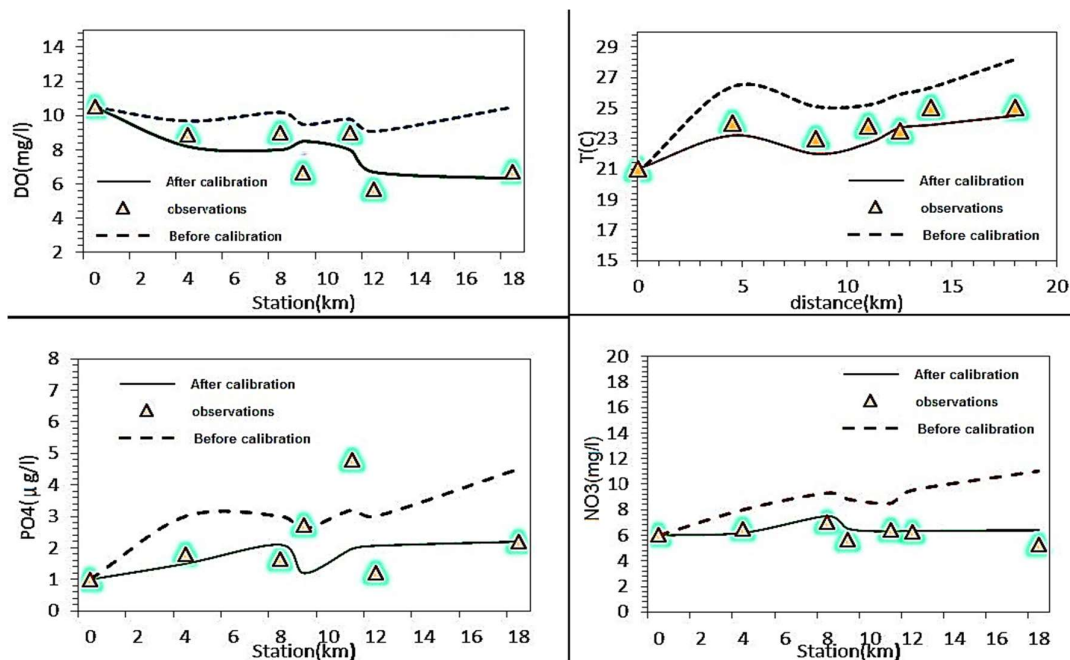 DO(mg/l)
14
12
10
8
6
4
2
After calibration
observations
Before calibration
0 2 4 6 8 10 12 14 16 18
Station(km)
T(C)
29
27
25
23
21
19
17
15
After calibration
observations
Before calibration
0 5 10 15 20
distance(km)
PO4(μg/l)
8
7
6
5
4
3
2
1
0
After calibration
observations
Before calibration
0 2 4 6 8 10 12 14 16 18
Station(km)
NO3(mg/l)
20
18
16
14
12
10
8
6
4
2
0
After calibration
observations
Before calibration
0 2 4 6 8 10 12 14 16 18
Station(km)